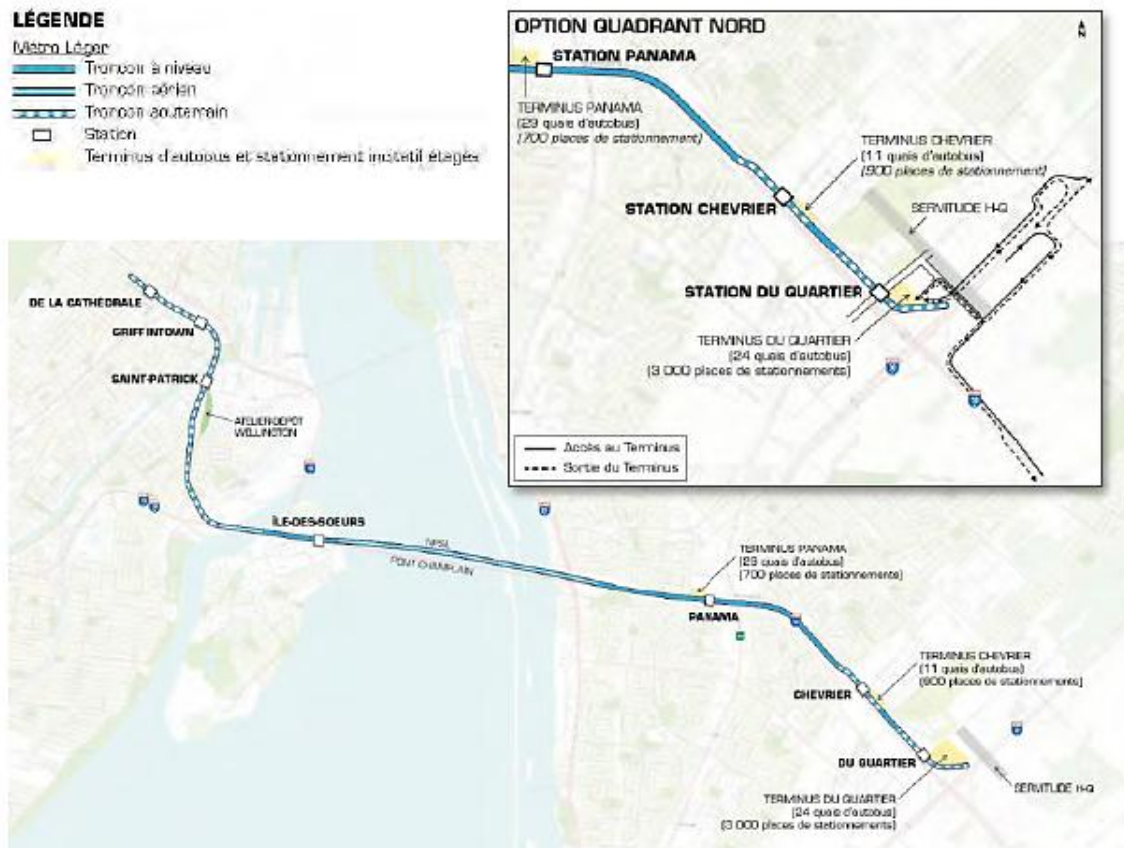 LÉGENDE
Métro Léger
Tronçon à niveau
Tronçon aérien
Tronçon souterrain
Station
Terminus d'autobus et stationnement incitatif étagés
OPTION QUADRANT NORD
N
STATION PANAMA
TERMINUS PANAMA
(29 quais d'autobus)
(700 places de stationnement)
TERMINUS CHEVRIER
(11 quais d'autobus)
(900 places de stationnement)
STATION CHEVRIER
SERVITUDE H-Q
STATION DU QUARTIER
TERMINUS DU QUARTIER
(24 quais d'autobus)
(3 000 places de stationnements)
Accès au Terminus
Sortie du Terminus
DE LA CATHÉDRALE
GRIFFINTOWN
SAINT-PATRICK
ATELIER-DÉPÔT
WELLINGTON
ÎLE-DES-SOEURS
NPSL
PONT CHAMPLAIN
TERMINUS PANAMA
(29 quais d'autobus)
(700 places de stationnements)
PANAMA
TERMINUS CHEVRIER
(11 quais d'autobus)
(900 places de stationnements)
CHEVRIER
DU QUARTIER
SERVITUDE H-Q
TERMINUS DU QUARTIER
(24 quais d'autobus)
(3 000 places de stationnements)